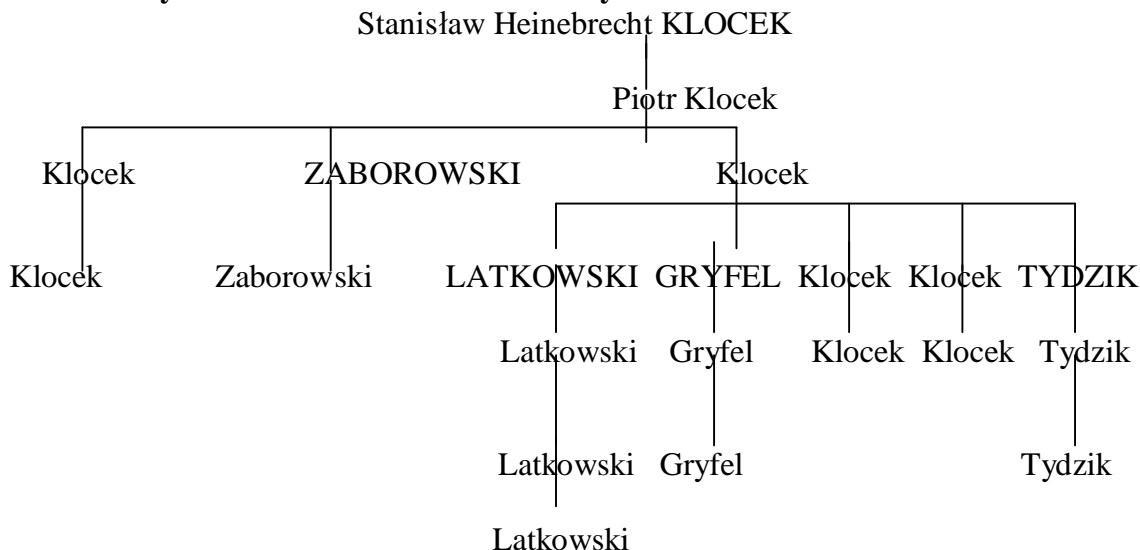 Stanisław Heinebrecht KLOCEK
Piotr Klocek
Klocek ZABOROWSKI Klocek
Klocek Zaborowski LATKOWSKI GRYFEL Klocek Klocek TYDZIK
Latkowski Gryfel Klocek Klocek Tydzik
Latkowski Gryfel Tydzik
Latkowski